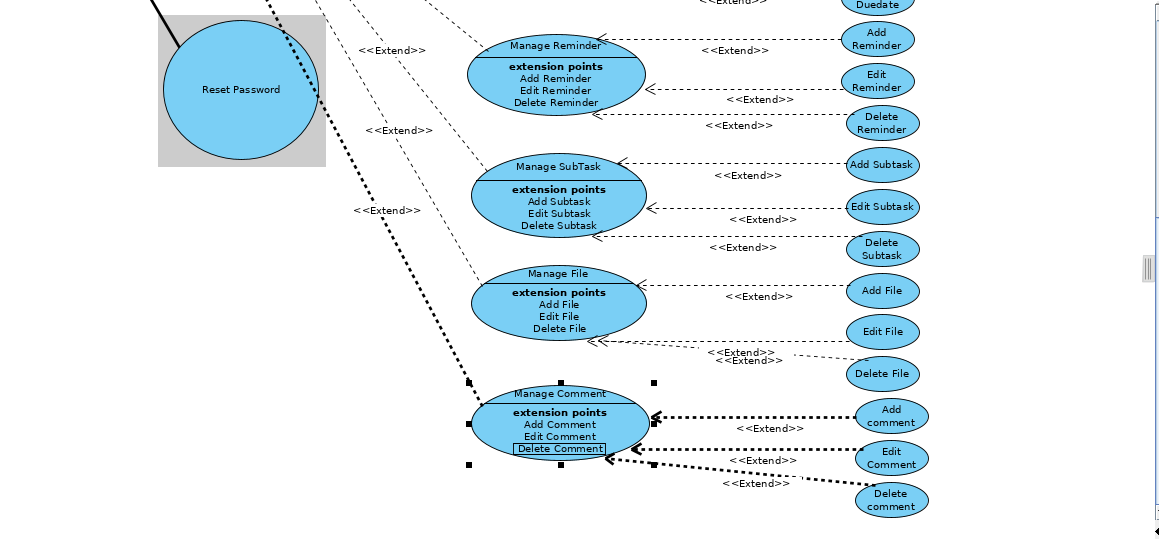 <<Extend>>
Duedate
Add
Reminder
<<Extend>>
Manage Reminder
<<Extend>>
extension points
Add Reminder
Edit Reminder
Delete Reminder
Edit
Reminder
Reset Password
<<Extend>>
Delete
Reminder
<<Extend>>
<<Extend>>
Manage SubTask
Add Subtask
<<Extend>>
extension points
Add Subtask
Edit Subtask
Delete Subtask
Edit Subtask
<<Extend>>
<<Extend>>
Delete
Subtask
<<Extend>>
Manage File
extension points
Add File
Edit File
Delete File
Add File
<<Extend>>
Edit File
<<Extend>>
<<Extend>>
Delete File
Manage Comment
extension points
Add Comment
Edit Comment
Delete Comment
Add
comment
<<Extend>>
Edit
Comment
<<Extend>>
<<Extend>>
Delete
comment